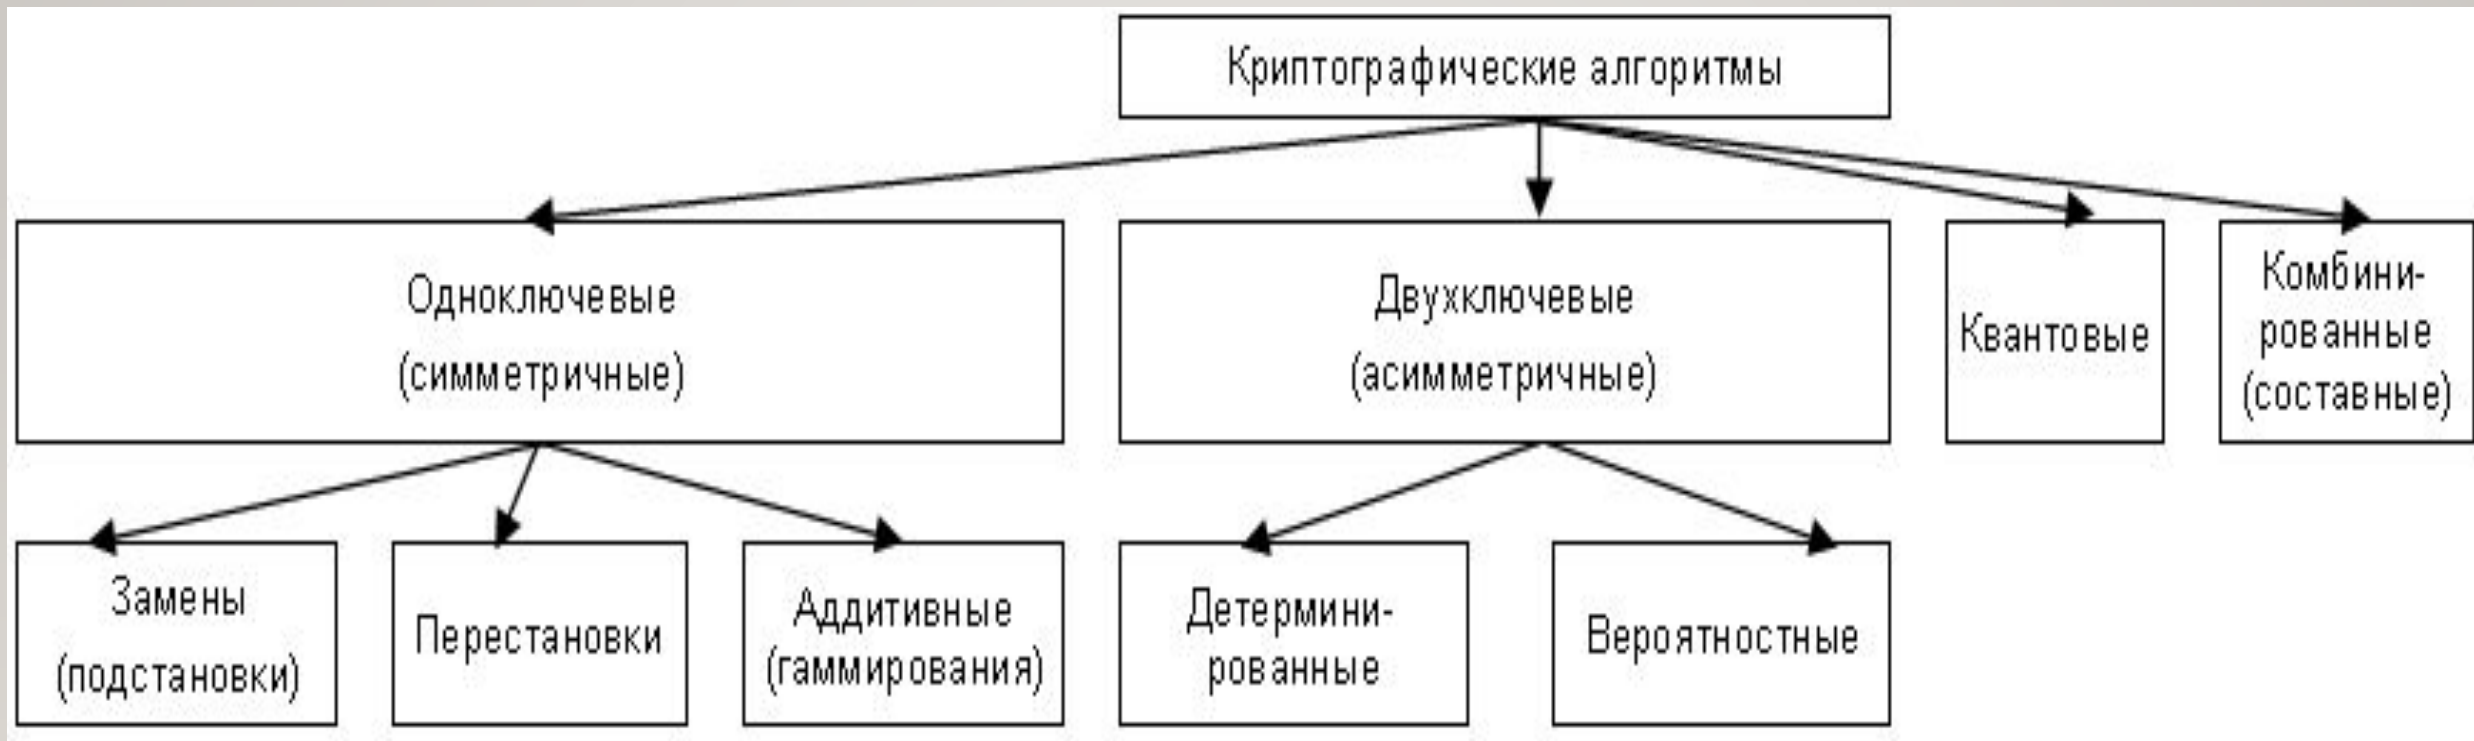 Криптографические алгоритмы
Одноключевые
(симметричные)
Двухключевые
(асимметричные)
Квантовые
Комбини-
рованные
(составные)
Замены
(подстановки)
Перестановки
Аддитивные
(гаммирования)
Детермини-
рованные
Вероятностные